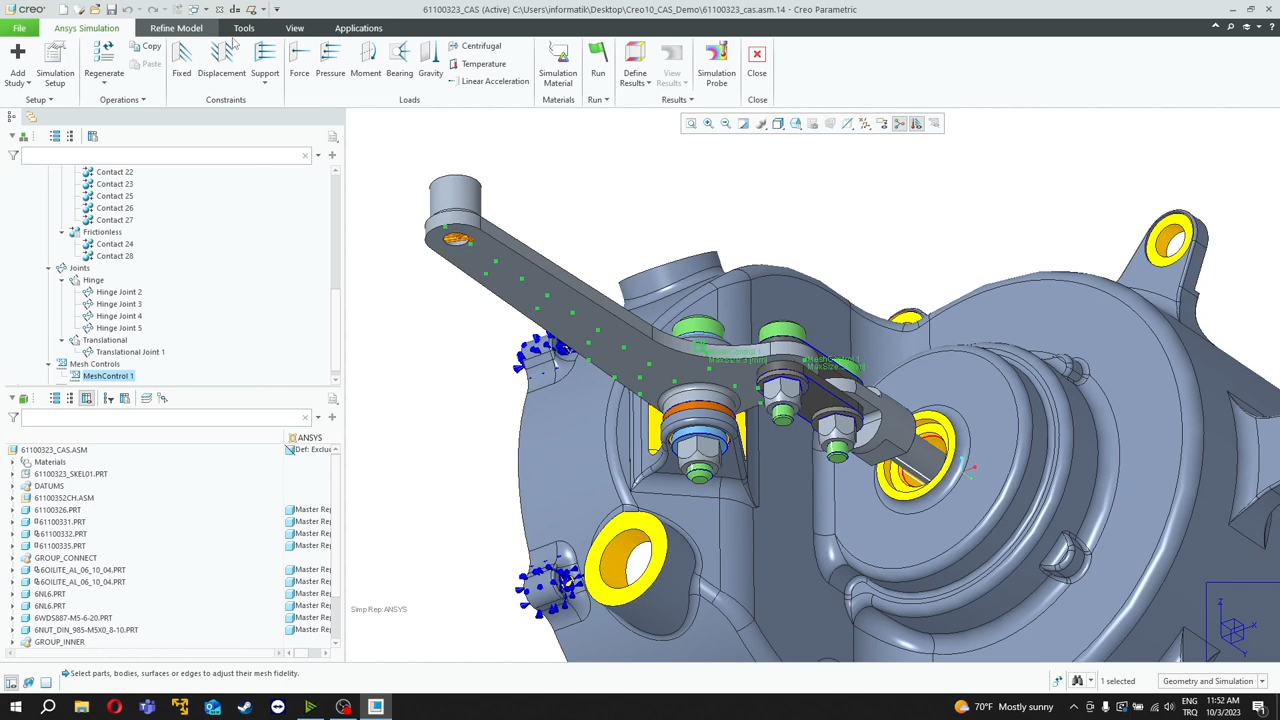 creo
61100323_CAS (Active) C:\Users\informatik\Desktop\Creo10_CAS_Demo\61100323_cas.asm.14 - Creo Parametric
File Ansys Simulation Refine Model Tools View Applications
Add Study Simulation Setup Regenerate Copy Paste Fixed Displacement Support Force Pressure Moment Bearing Gravity Centrifugal Temperature Linear Acceleration Simulation Material Run Define Results View Results Simulation Probe Close
Setup Operations Constraints Loads Materials Run Results Close
Contact 22
Contact 23
Contact 25
Contact 26
Contact 27
Frictionless
Contact 24
Contact 28
Joints
Hinge
Hinge Joint 2
Hinge Joint 3
Hinge Joint 4
Hinge Joint 5
Translational
Translational Joint 1
Mesh Controls
MeshControl 1
ANSYS
61100323_CAS.ASM Def: Exclu
Materials
61100323_SKEL01.PRT
DATUMS
61100352CH.ASM
61100326.PRT Master Rep
61100331.PRT Master Rep
61100332.PRT Master Rep
61100335.PRT Master Rep
GROUP_CONNECT
6OILITE_AL_06_10_04.PRT Master Rep
6OILITE_AL_06_10_04.PRT Master Rep
6NL6.PRT Master Rep
6NL6.PRT Master Rep
6WDS887-M5-6-20.PRT Master Rep
6NUT_DIN_985-M5X0_8-10.PRT Master Rep
GROUP_INNER
MeshControl 1
Simp Rep:ANSYS
Z
X
Y
Select parts, bodies, surfaces or edges to adjust their mesh fidelity.
1 selected
Geometry and Simulation
70°F Mostly sunny
ENG
TRQ
11:52 AM
10/3/2023